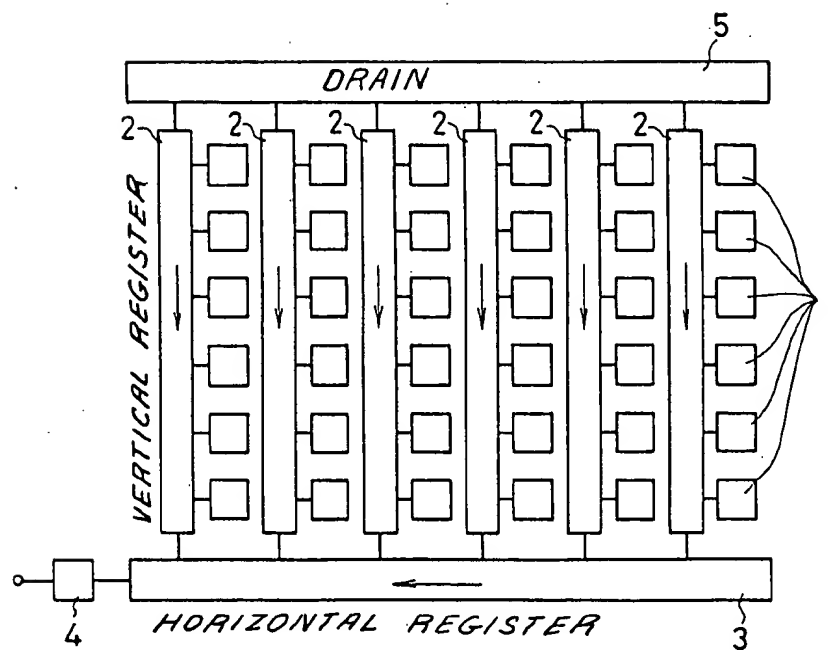 5
DRAIN
2 2 2 2 2 2
VERTICAL REGISTER
4
HORIZONTAL REGISTER
3